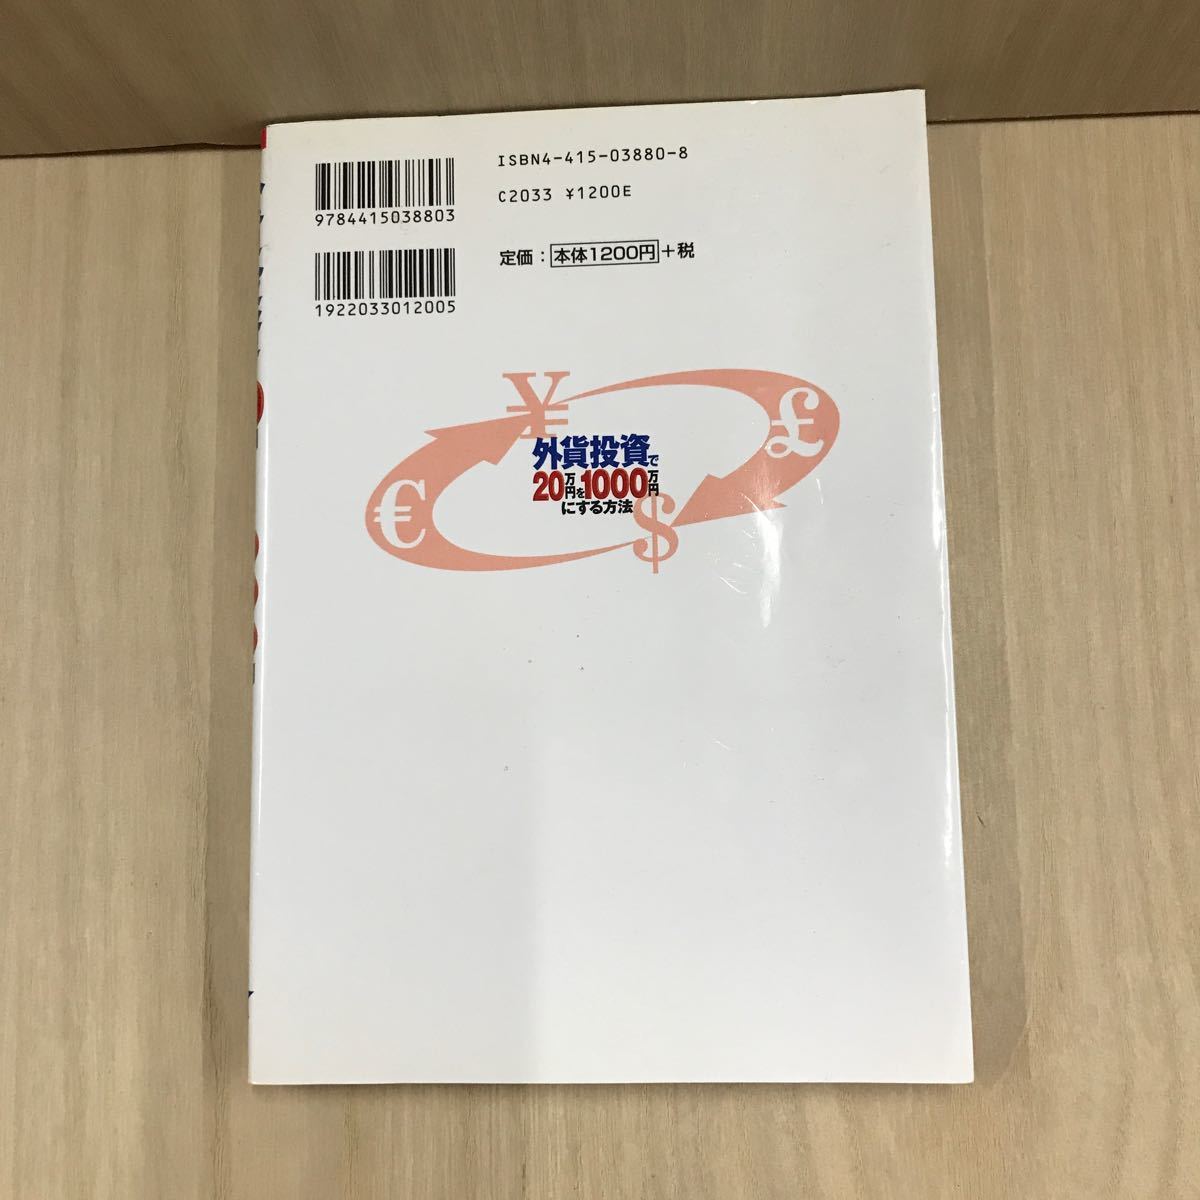 9784415038803
ISBN4-415-03880-8
C2033 ¥1200E
1922033012005
定価：本体1200円+税
¥
£
外貨投資で
20万円を1000万円
にする方法
€
$